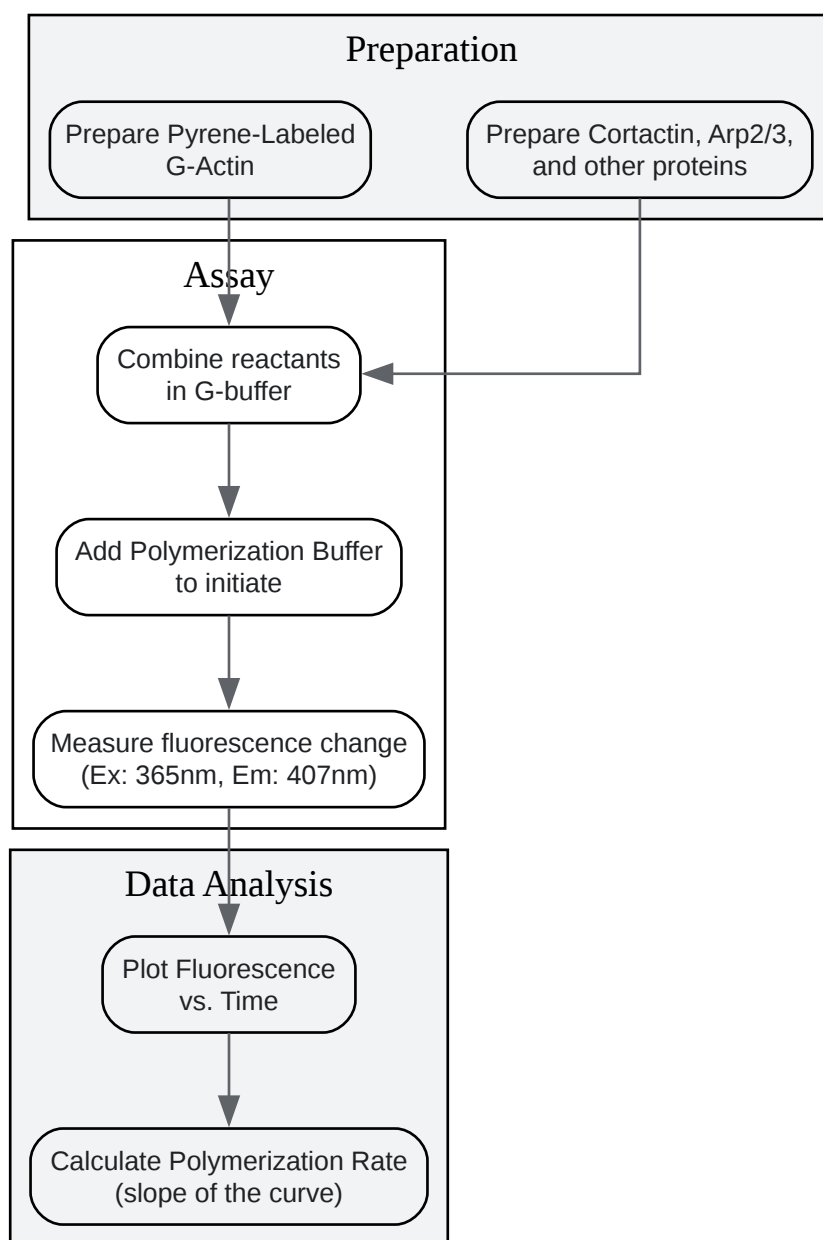 Preparation
Prepare Pyrene-Labeled
G-Actin
Prepare Cortactin, Arp2/3,
and other proteins
Assay
Combine reactants
in G-buffer
Add Polymerization Buffer
to initiate
Measure fluorescence change
(Ex: 365nm, Em: 407nm)
Data Analysis
Plot Fluorescence
vs. Time
Calculate Polymerization Rate
(slope of the curve)